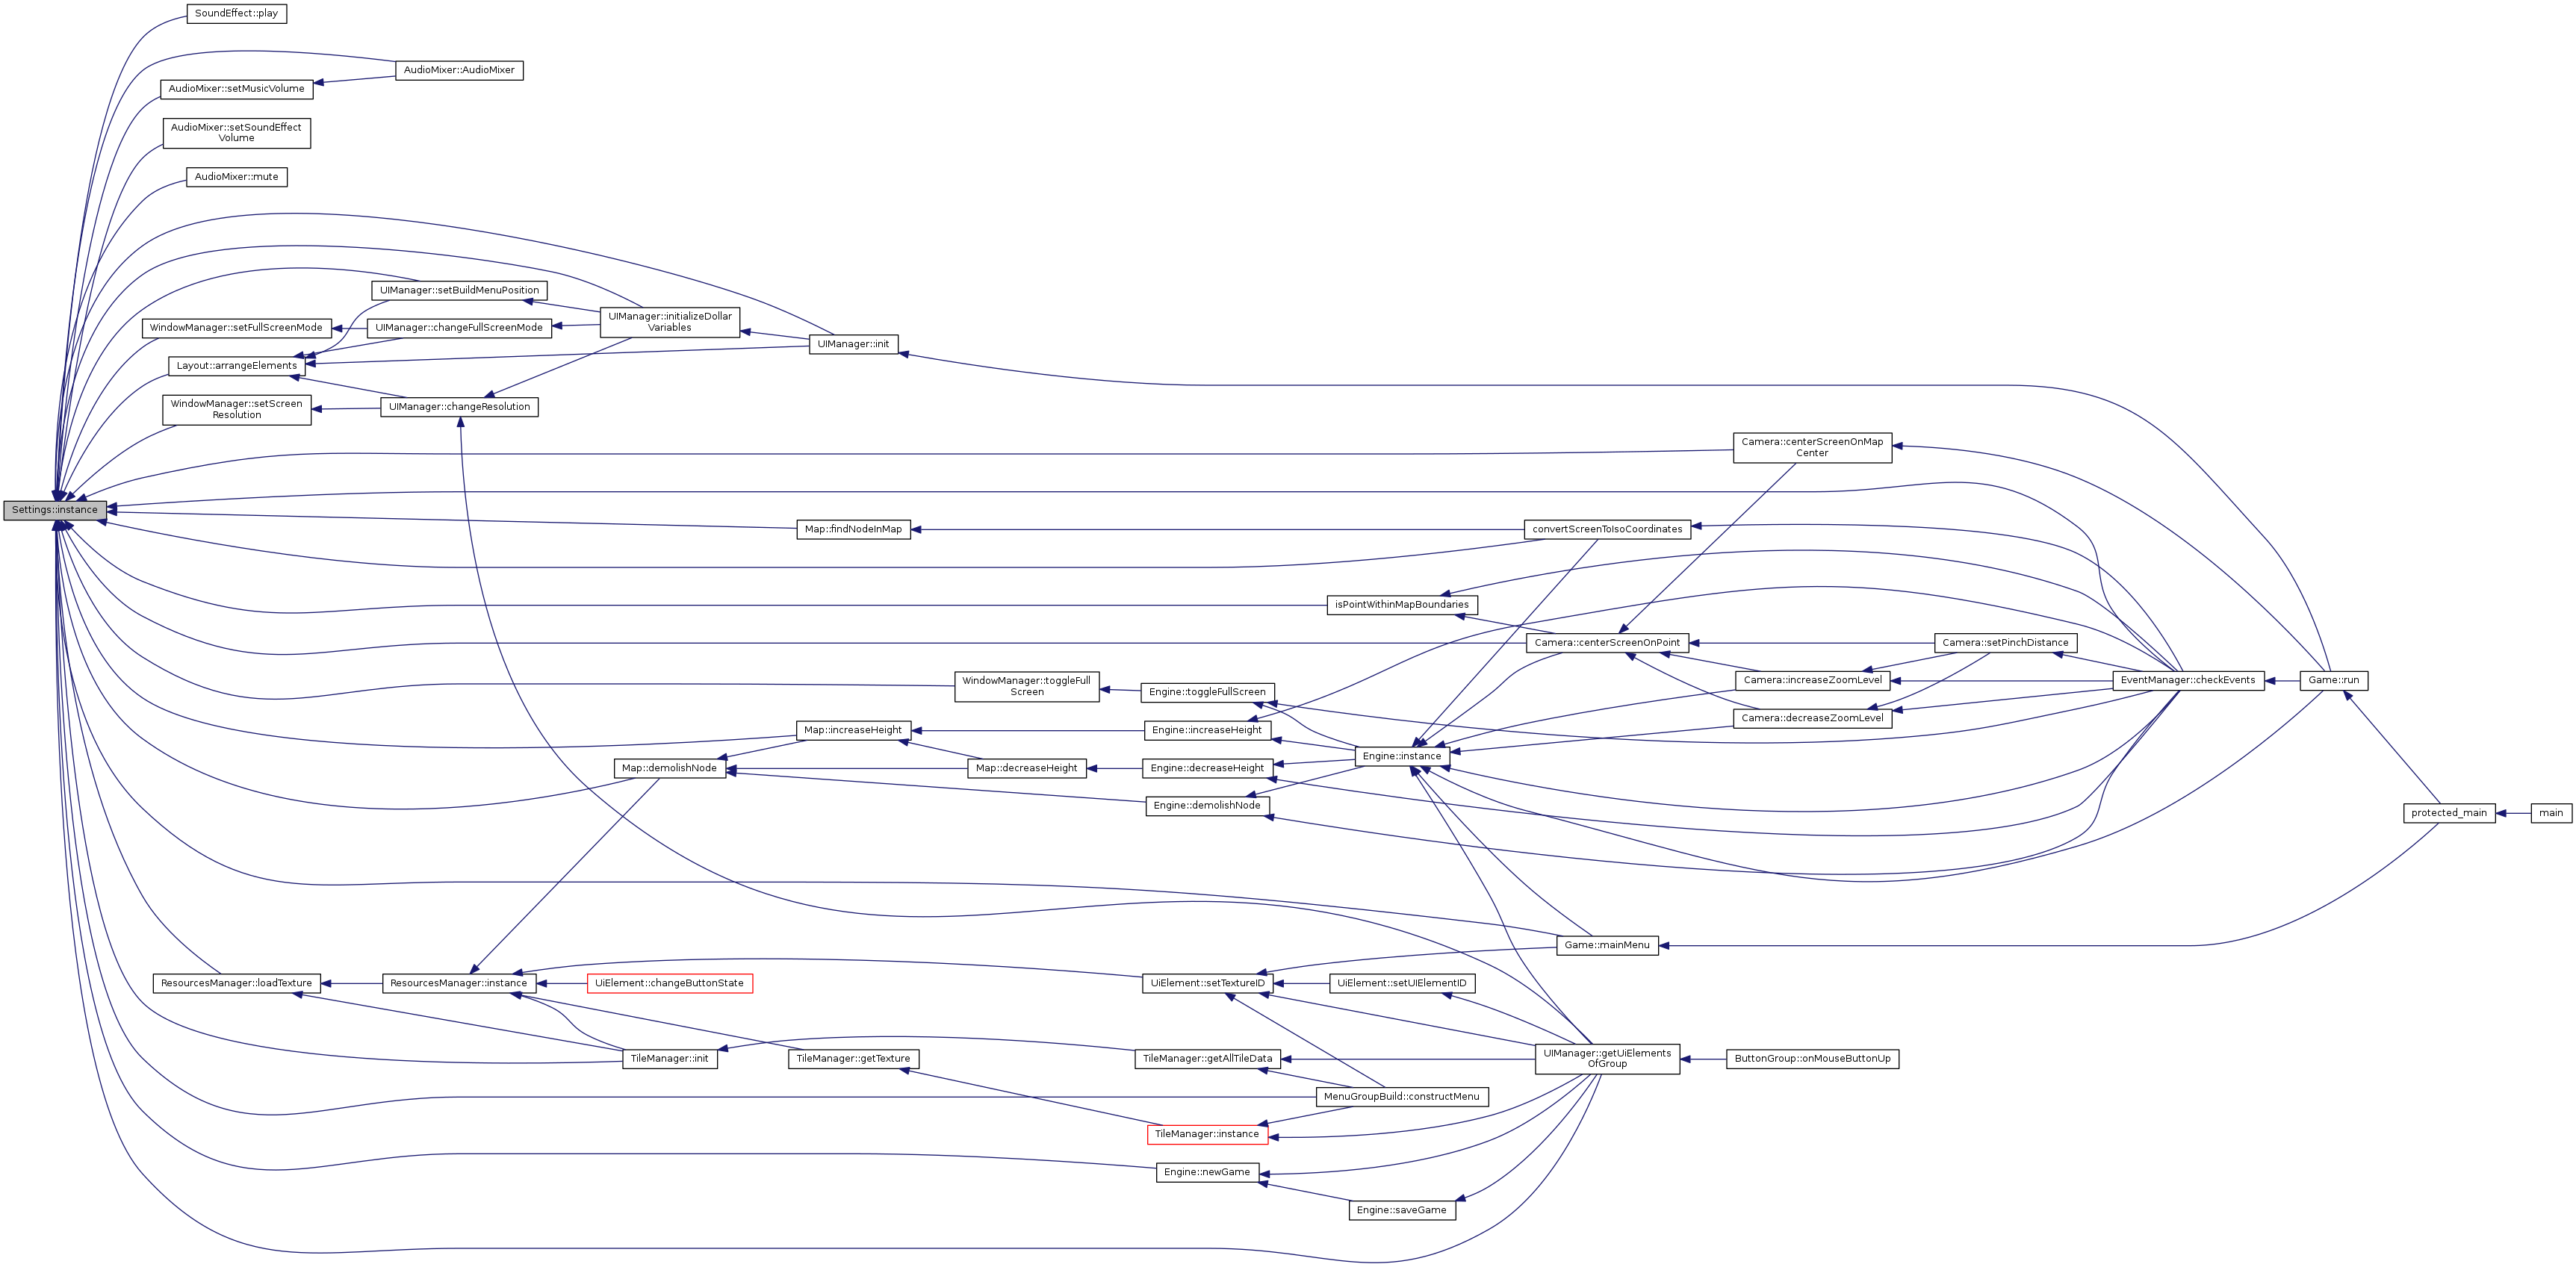 SoundEffect::play
AudioMixer::AudioMixer
AudioMixer::setMusicVolume
AudioMixer::setSoundEffect
Volume
AudioMixer::mute
UIManager::setBuildMenuPosition
UIManager::initializeDollar
Variables
WindowManager::setFullScreenMode
UIManager::changeFullScreenMode
UIManager::init
Layout::arrangeElements
WindowManager::setScreen
Resolution
UIManager::changeResolution
Camera::centerScreenOnMap
Center
Settings::instance
Map::findNodeInMap
convertScreenToIsoCoordinates
isPointWithinMapBoundaries
Camera::centerScreenOnPoint
Camera::setPinchDistance
WindowManager::toggleFull
Screen
Engine::toggleFullScreen
Camera::increaseZoomLevel
EventManager::checkEvents
Game::run
Camera::decreaseZoomLevel
Map::increaseHeight
Engine::increaseHeight
Engine::instance
Map::demolishNode
Map::decreaseHeight
Engine::decreaseHeight
Engine::demolishNode
protected_main
main
Game::mainMenu
ResourcesManager::loadTexture
ResourcesManager::instance
UiElement::changeButtonState
UiElement::setTextureID
UiElement::setUIElementID
TileManager::init
TileManager::getTexture
TileManager::getAllTileData
UIManager::getUiElements
OfGroup
ButtonGroup::onMouseButtonUp
MenuGroupBuild::constructMenu
TileManager::instance
Engine::newGame
Engine::saveGame